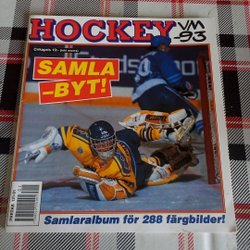 HOCKEY VM
-93
SAMLA
-BYT!
Samlaralbum för 288 färgbilder!